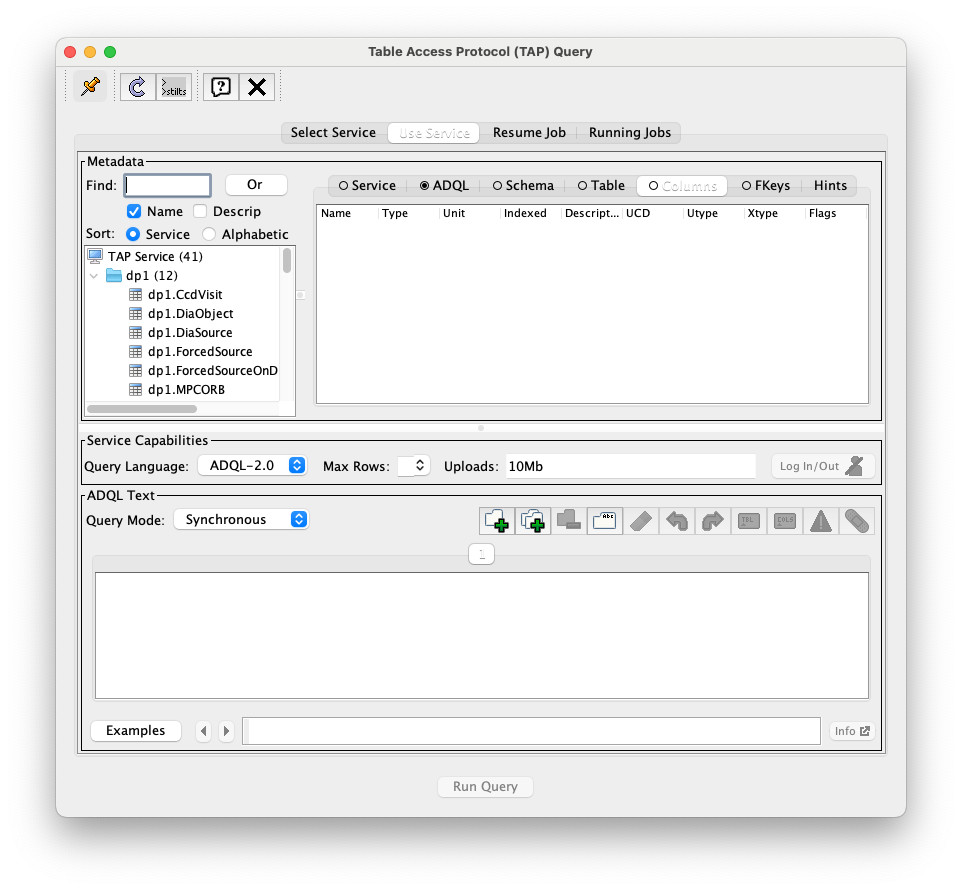 Table Access Protocol (TAP) Query
stilts
Select Service Use Service Resume Job Running Jobs
Metadata
Find: Or
Name Descrip
Sort: Service Alphabetic
TAP Service (41)
dp1 (12)
dp1.CcdVisit
dp1.DiaObject
dp1.DiaSource
dp1.ForcedSource
dp1.ForcedSourceOnD
dp1.MPCORB
Service ADQL Schema Table Columns FKeys Hints
Name Type Unit Indexed Descript... UCD Utype Xtype Flags
Service Capabilities
Query Language: ADQL-2.0 Max Rows: Uploads: 10Mb Log In/Out
ADQL Text
Query Mode: Synchronous Abc TBL COLS
1
Examples Info
Run Query